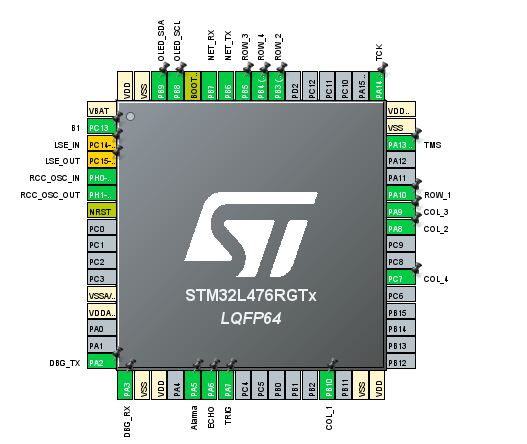 OLED_SDA
OLED_SCL
NET_RX
NET_TX
ROW_3
ROW_4
ROW_2
TCK
VDD
VSS
PB9
PB8
BOOT..
PB7
PB6
PB5
PB4 (..
PB3 (..
PD2
PC12
PC11
PC10
PA15..
PA14..
VBAT
B1 PC13..
LSE_IN PC14-..
LSE_OUT PC15-..
RCC_OSC_IN PH0-..
RCC_OSC_OUT PH1-..
NRST
PC0
PC1
PC2
PC3
VSSA/..
VDDA..
PA0
PA1
DBG_TX PA2
VDD..
VSS
PA13.. TMS
PA12
PA11
PA10 ROW_1
PA9 COL_3
PA8 COL_2
PC9
PC8
PC7 COL_4
PC6
PB15
PB14
PB13
PB12
ST
STM32L476RGTx
LQFP64
PA3
VSS
VDD
PA4
PA5
PA6
PA7
PC4
PC5
PB0
PB1
PB2
PB10
PB11
VSS
VDD
DBG_RX
Alarma
ECHO
TRIG
COL_1